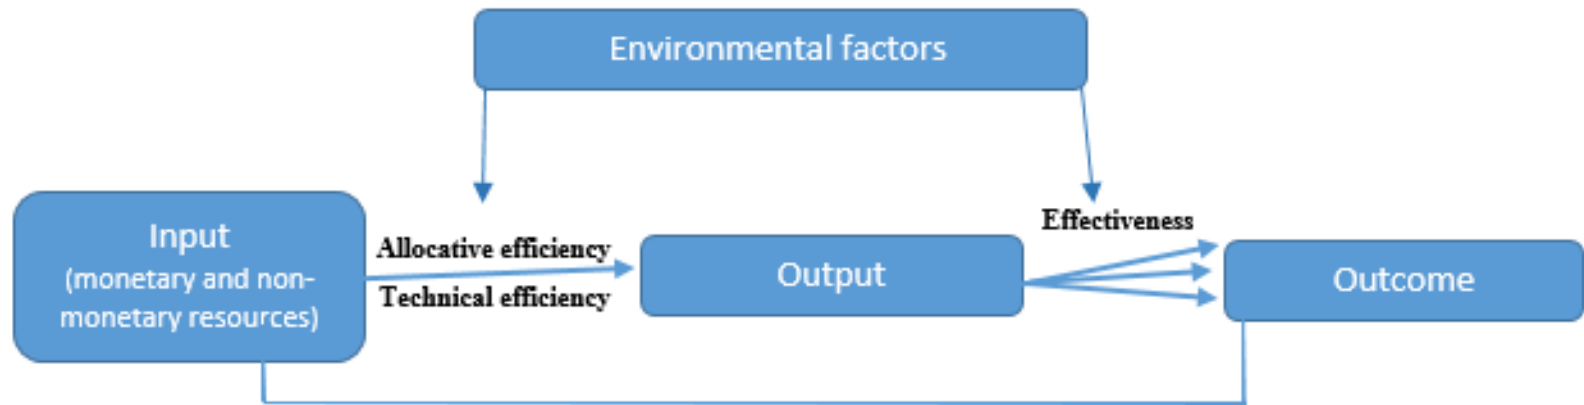 Environmental factors
Input
(monetary and non-
monetary resources)
Allocative efficiency
Technical efficiency
Output
Effectiveness
Outcome